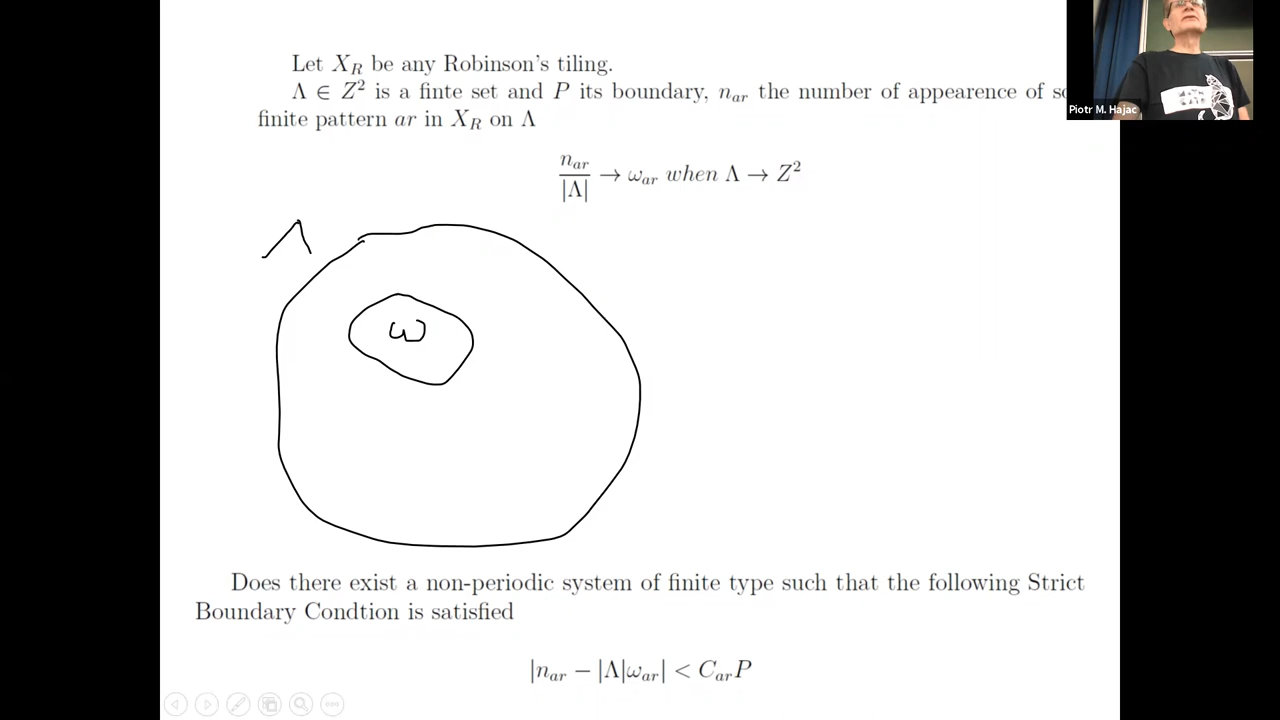 Let X_R be any Robinson's tiling.
Λ ∈ Z² is a finte set and P its boundary, n_ar the number of appearence of
finite pattern ar in X_R on Λ
n_ar / |Λ| → ω_ar when Λ → Z²
Λ
ω
Does there exist a non-periodic system of finite type such that the following Strict
Boundary Condtion is satisfied
|n_ar − |Λ|ω_ar| < C_ar P
Piotr M. Hajac